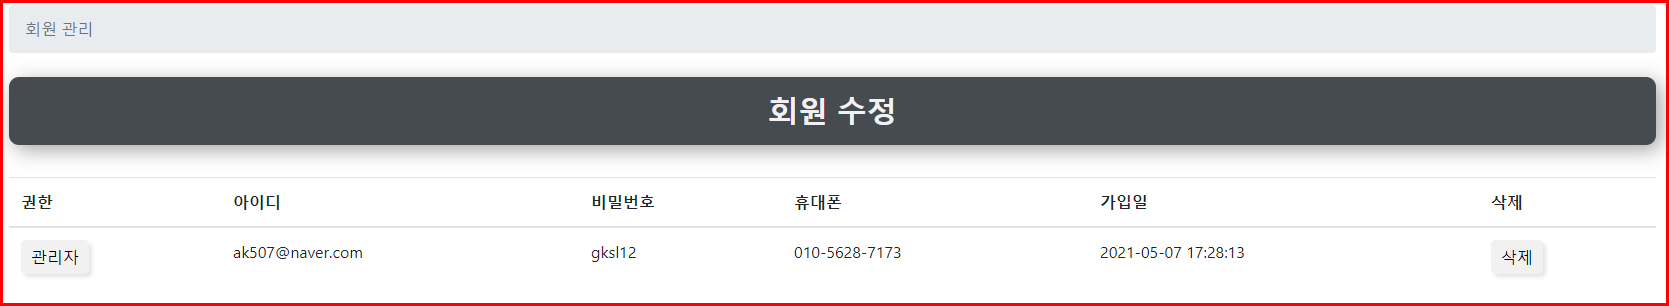 회원 관리
회원 수정
권한 아이디 비밀번호 휴대폰 가입일 삭제
관리자 ak507@naver.com gksl12 010-5628-7173 2021-05-07 17:28:13 삭제